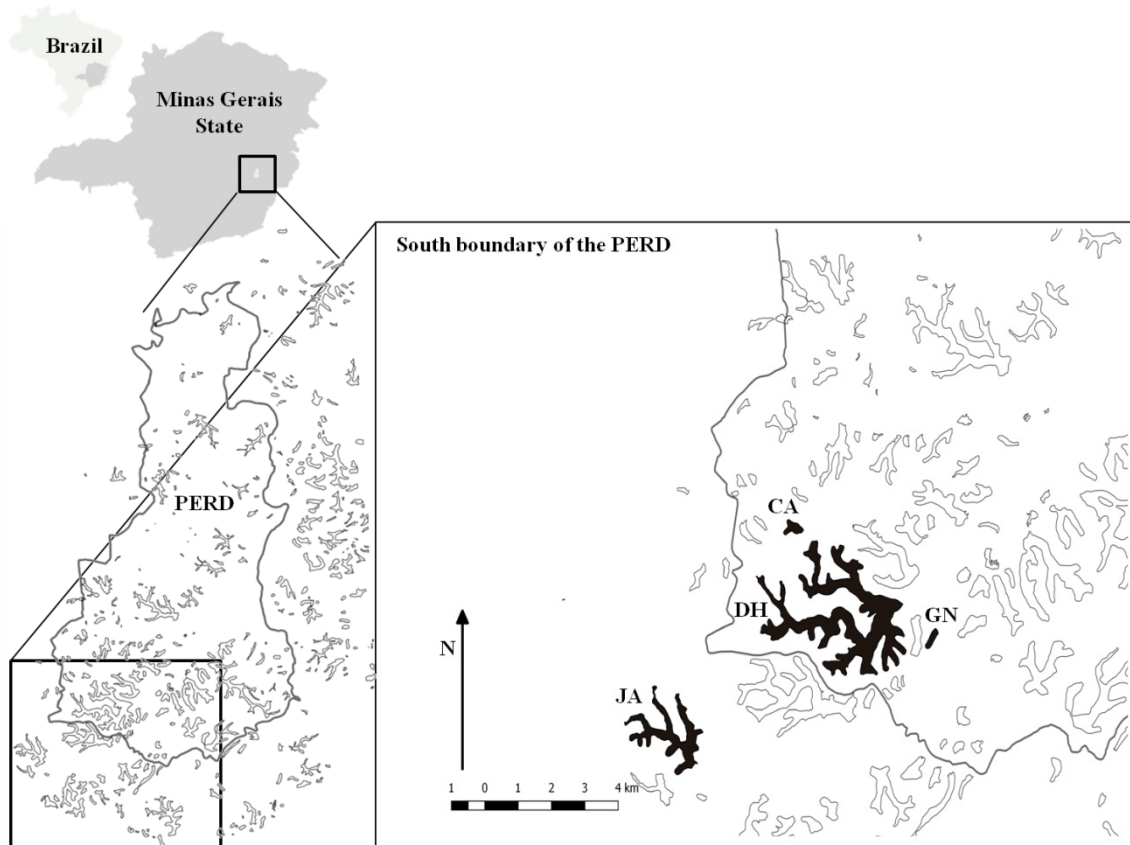 Brazil
Minas Gerais
State
South boundary of the PERD
PERD
CA
DH
GN
N
JA
1 0 1 2 3 4 km